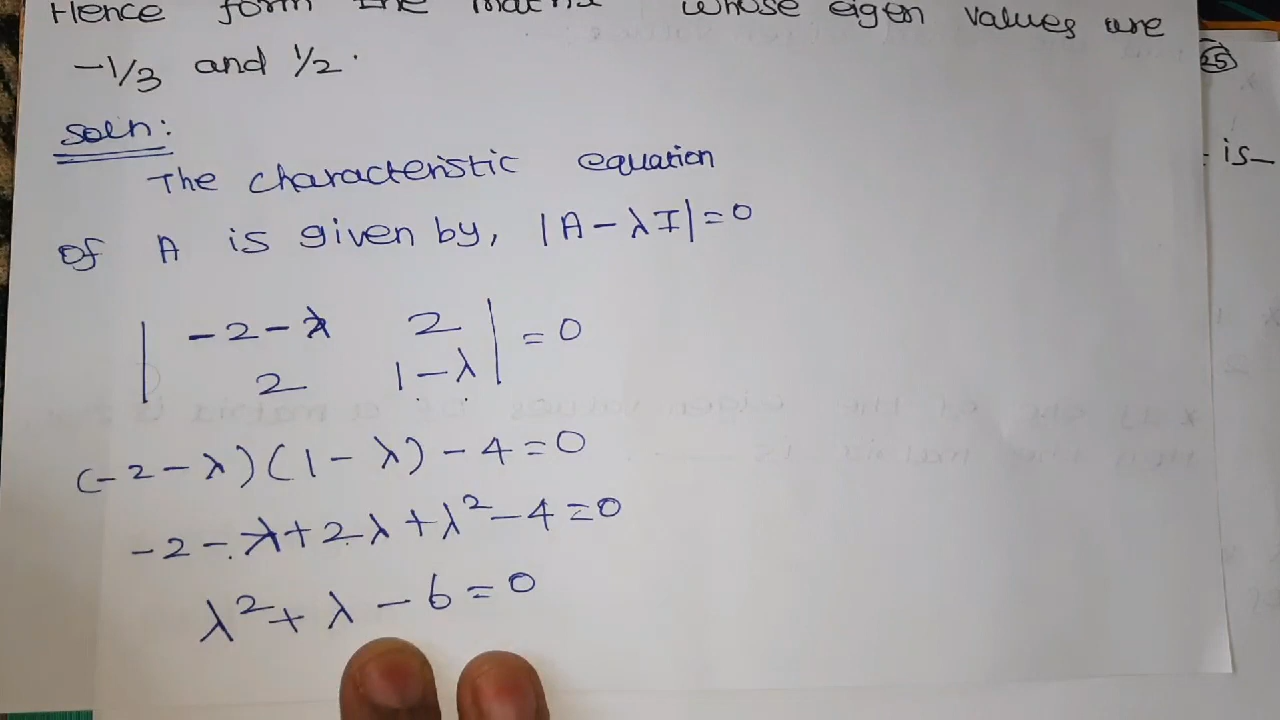 Hence form the matrix whose eigen values are
-1/3 and 1/2.
Soln:
The characteristic equation
of A is given by, |A-λI|=0
| -2-λ 2 | =0
| 2 1-λ |
(-2-λ)(1-λ)-4=0
-2-λ+2λ+λ²-4=0
λ²+λ-6=0
25
is